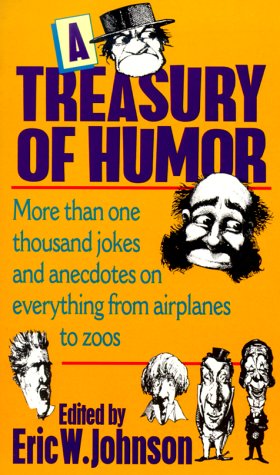 A
TREASURY
OF HUMOR
More than one
thousand jokes
and anecdotes on
everything from airplanes
to zoos
Edited by
Eric W. Johnson